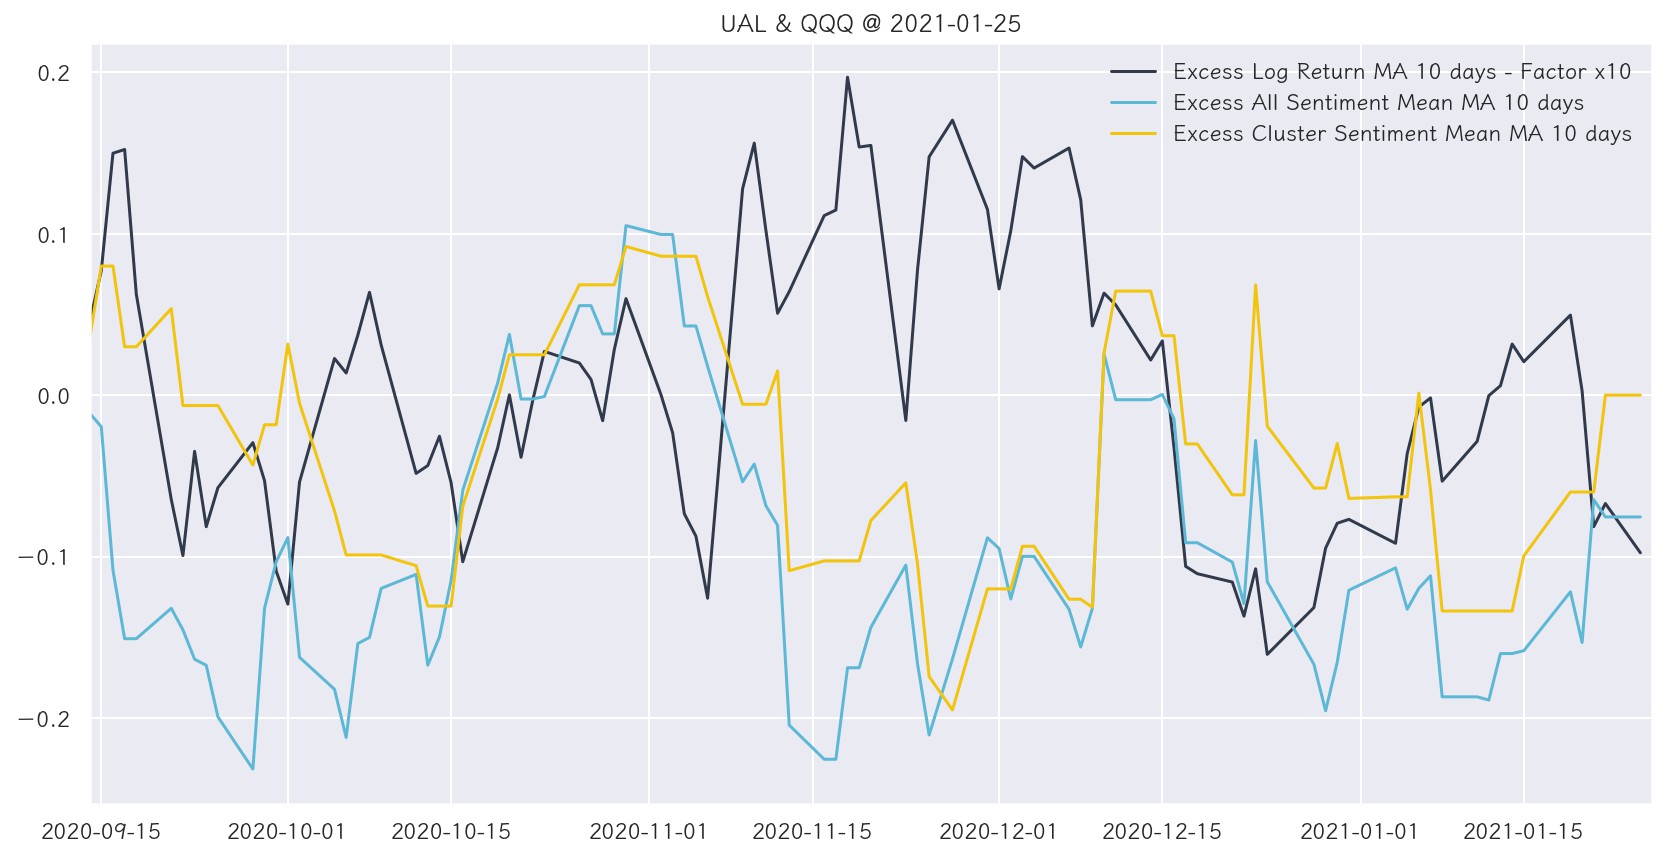 UAL & QQQ @ 2021-01-25
Excess Log Return MA 10 days - Factor x10
Excess All Sentiment Mean MA 10 days
Excess Cluster Sentiment Mean MA 10 days
0.2
0.1
0.0
−0.1
−0.2
2020-09-15 2020-10-01 2020-10-15 2020-11-01 2020-11-15 2020-12-01 2020-12-15 2021-01-01 2021-01-15